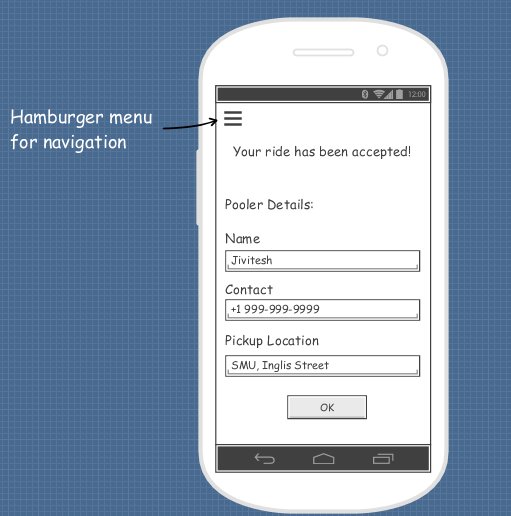 12:00
Hamburger menu
for navigation
Your ride has been accepted!
Pooler Details:
Name
Jivitesh
Contact
+1 999-999-9999
Pickup Location
SMU, Inglis Street
OK